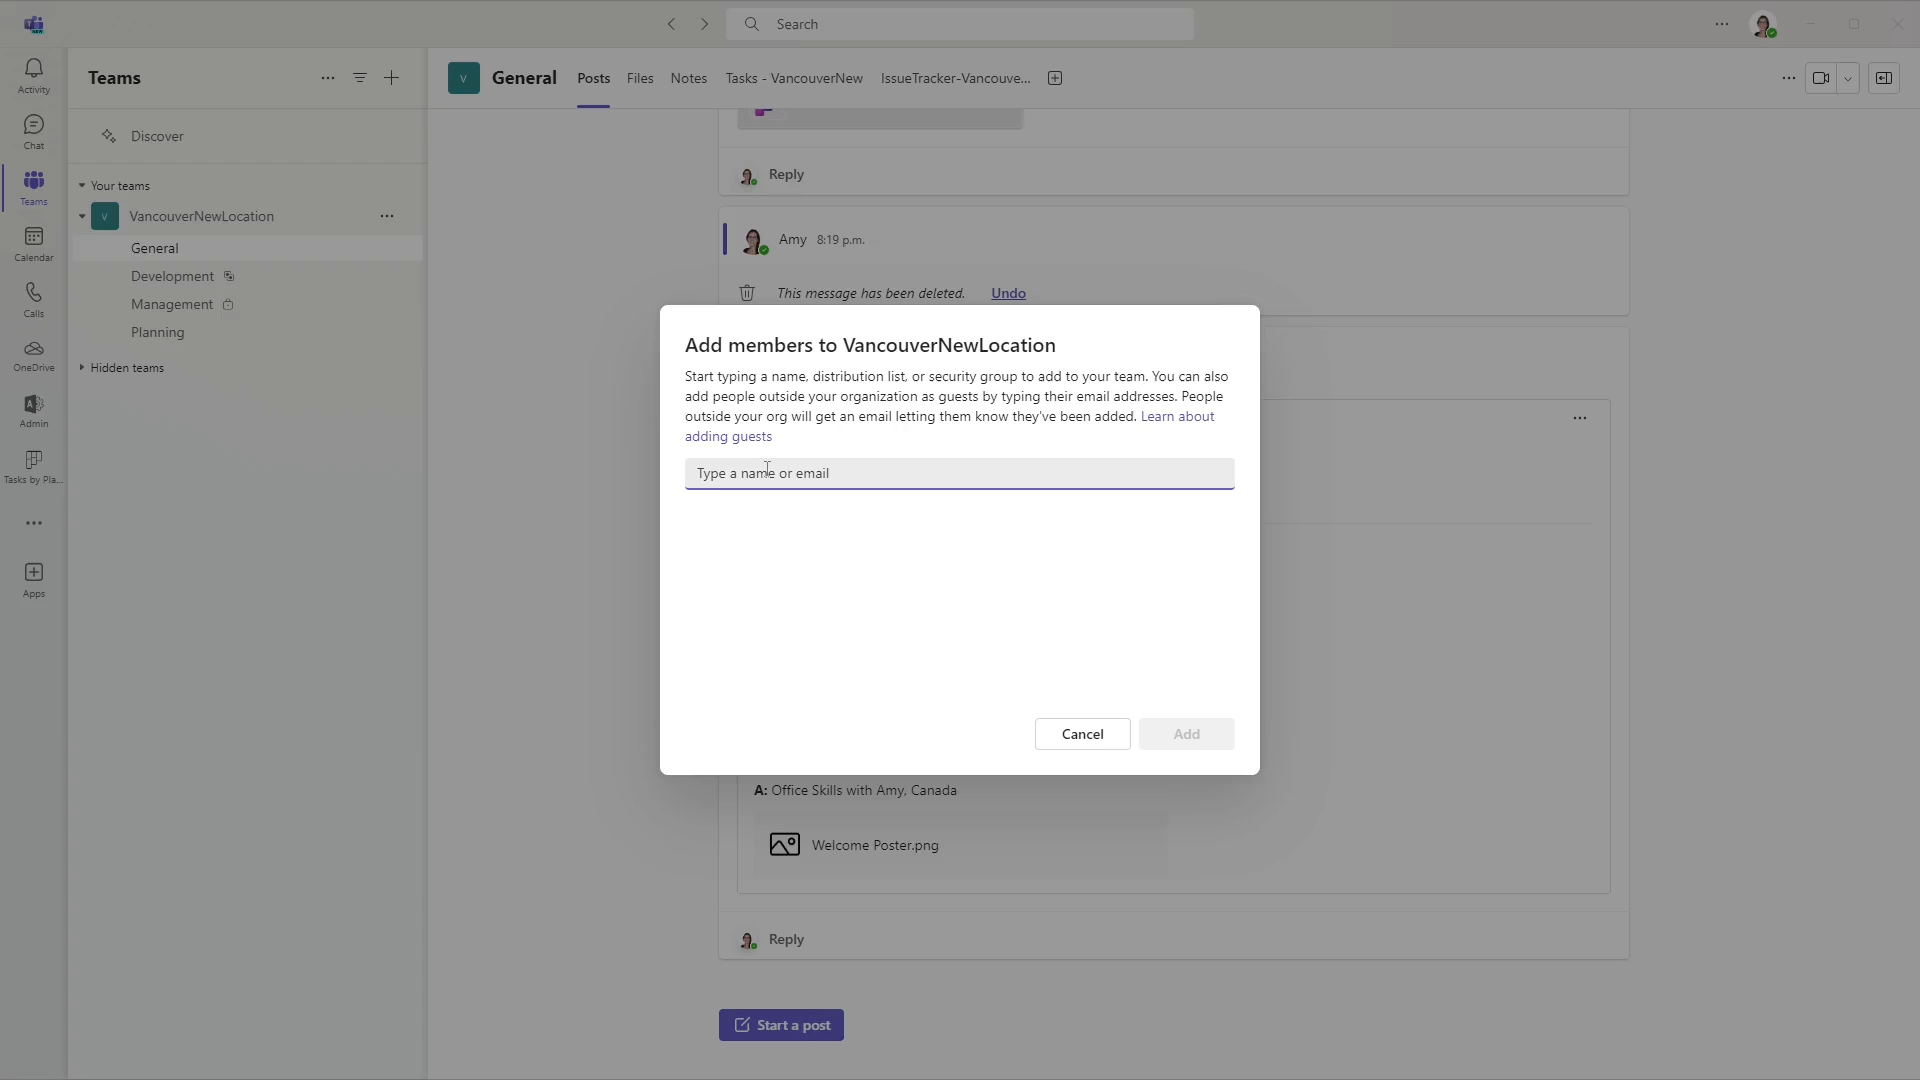 Search
Activity
Chat
Teams
Calendar
Calls
OneDrive
Admin
Tasks by Pla...
Apps
Teams
Discover
Your teams
V VancouverNewLocation
General
Development
Management
Planning
Hidden teams
V General Posts Files Notes Tasks - VancouverNew IssueTracker-Vancouve...
Reply
Amy 8:19 p.m.
This message has been deleted. Undo
Add members to VancouverNewLocation
Start typing a name, distribution list, or security group to add to your team. You can also
add people outside your organization as guests by typing their email addresses. People
outside your org will get an email letting them know they've been added. Learn about
adding guests
Type a name or email
Cancel Add
A: Office Skills with Amy, Canada
Welcome Poster.png
Reply
Start a post